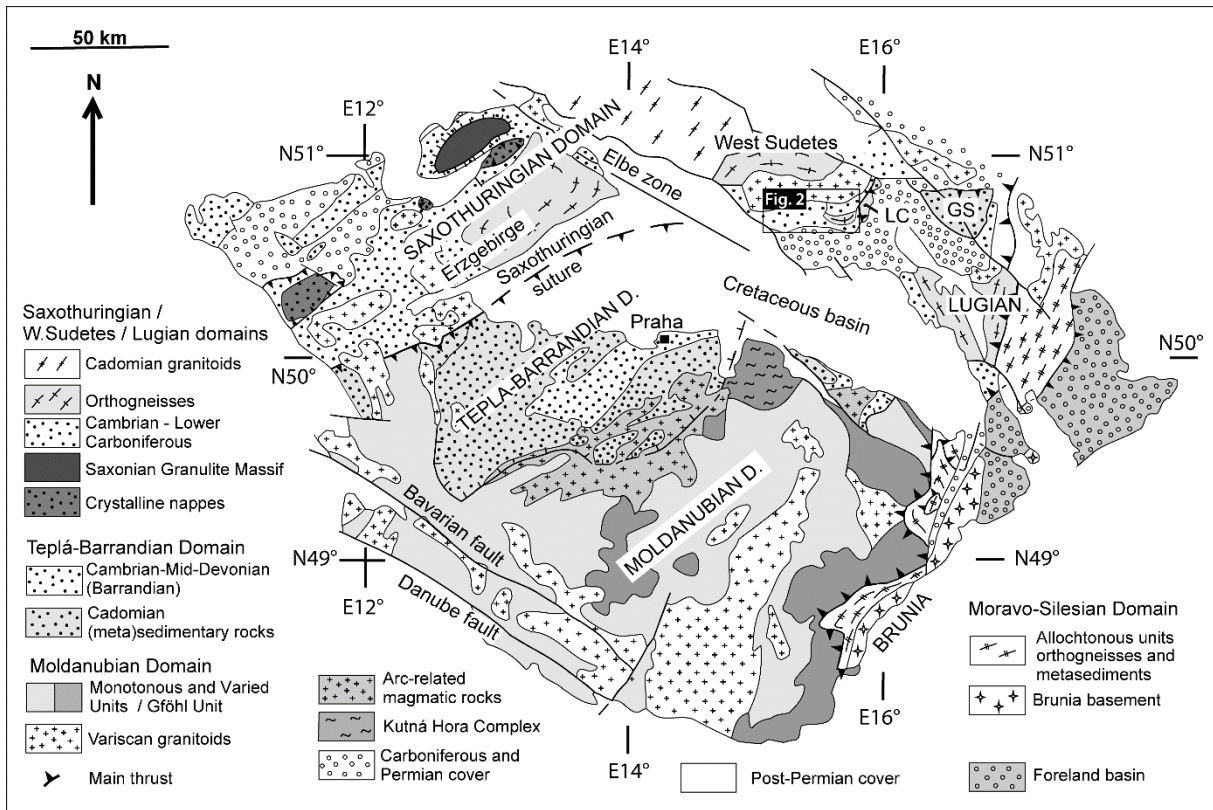 50 km
N
E12°
E14°
E16°
N51°
N51°
SAXOTHURINGIAN DOMAIN
Elbe zone
West Sudetes
Fig. 2
LC
GS
Erzgebirge
Saxothuringian
suture
LUGIAN
Cretaceous basin
Praha
TEPLA-BARRANDIAN D.
N50°
N50°
MOLDANUBIAN D.
Bavarian fault
Danube fault
N49°
N49°
E12°
BRUNIA
E16°
E14°
Saxothuringian /
W.Sudetes / Lugian domains
Cadomian granitoids
Orthogneisses
Cambrian - Lower
Carboniferous
Saxonian Granulite Massif
Crystalline nappes
Teplá-Barrandian Domain
Cambrian-Mid-Devonian
(Barrandian)
Cadomian
(meta)sedimentary rocks
Moldanubian Domain
Monotonous and Varied
Units / Gföhl Unit
Variscan granitoids
Main thrust
Arc-related
magmatic rocks
Kutná Hora Complex
Carboniferous and
Permian cover
Post-Permian cover
Moravo-Silesian Domain
Allochtonous units
orthogneisses and
metasediments
Brunia basement
Foreland basin